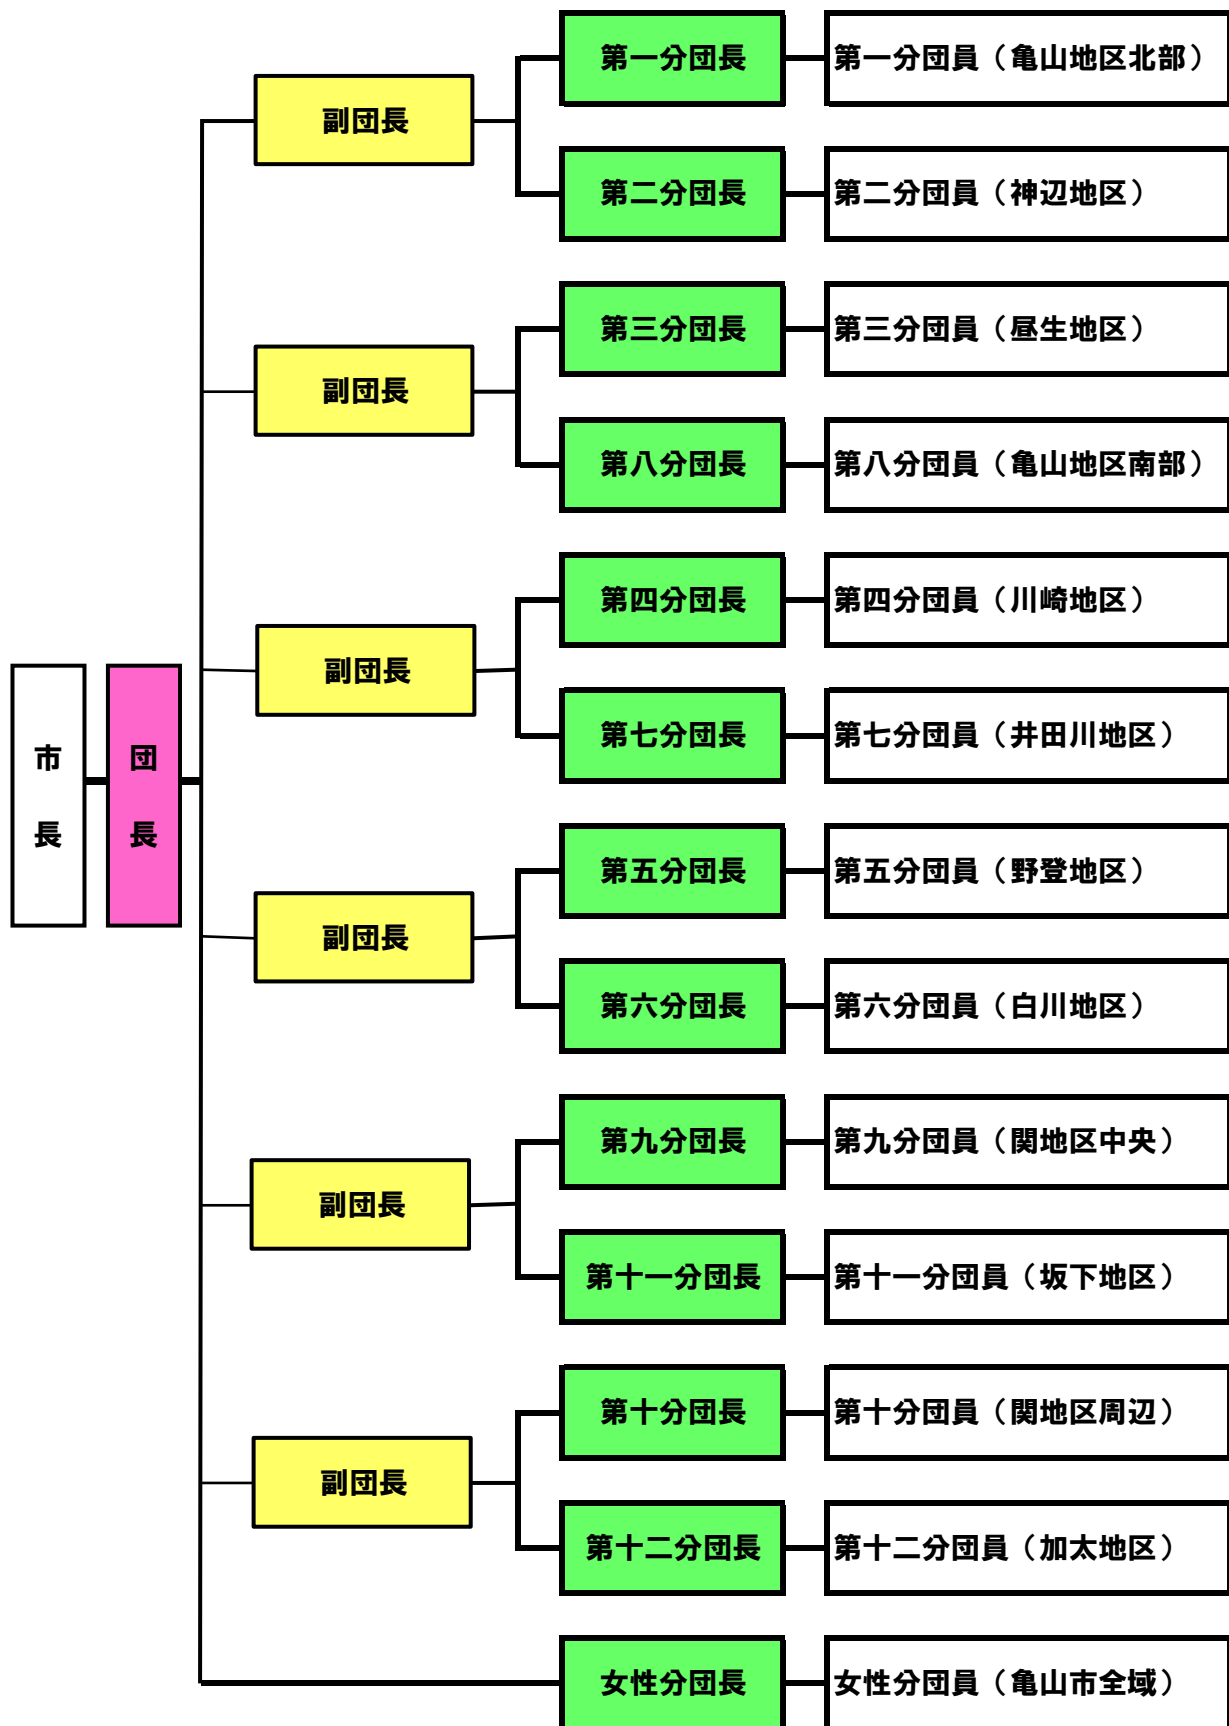 市長
団長
副団長
第一分団長
第一分団員（亀山地区北部）
第二分団長
第二分団員（神辺地区）
副団長
第三分団長
第三分団員（昼生地区）
第八分団長
第八分団員（亀山地区南部）
副団長
第四分団長
第四分団員（川崎地区）
第七分団長
第七分団員（井田川地区）
副団長
第五分団長
第五分団員（野登地区）
第六分団長
第六分団員（白川地区）
副団長
第九分団長
第九分団員（関地区中央）
第十一分団長
第十一分団員（坂下地区）
副団長
第十分団長
第十分団員（関地区周辺）
第十二分団長
第十二分団員（加太地区）
女性分団長
女性分団員（亀山市全域）